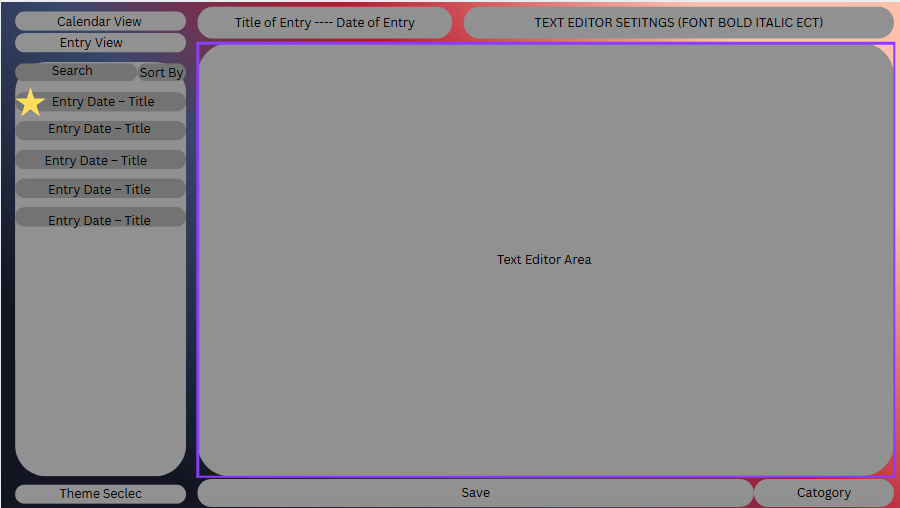 Calendar View
Entry View
Search
Sort By
Entry Date – Title
Entry Date – Title
Entry Date – Title
Entry Date – Title
Entry Date – Title
Theme Seclec
Title of Entry ---- Date of Entry
TEXT EDITOR SETITNGS (FONT BOLD ITALIC ECT)
Text Editor Area
Save
Catogory